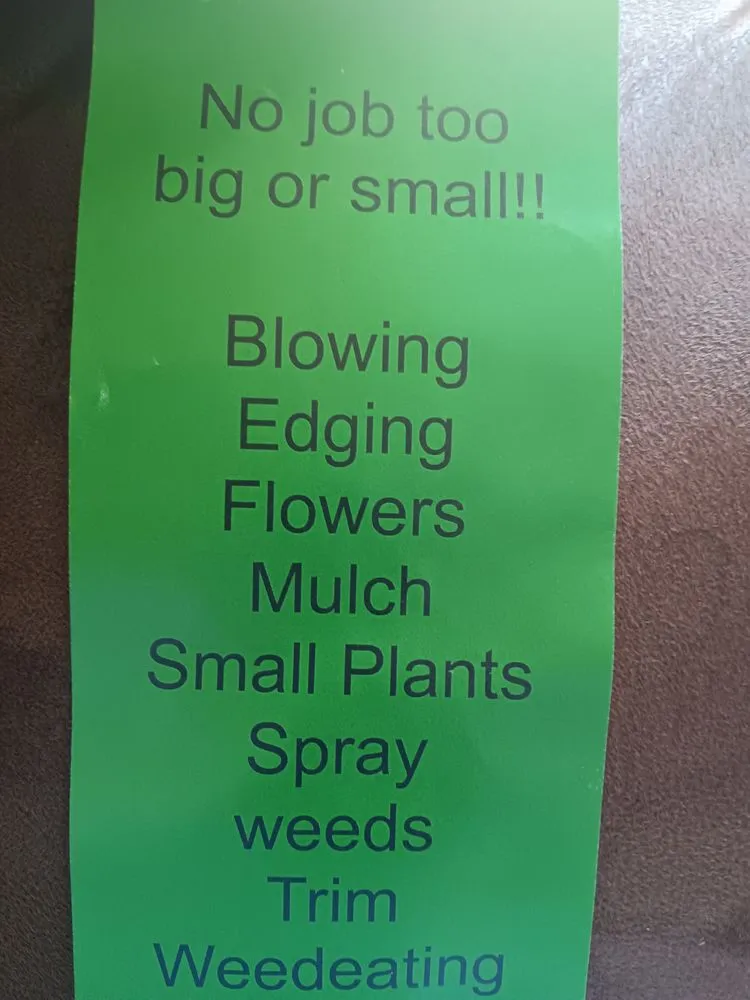 No job too
big or small!!
Blowing
Edging
Flowers
Mulch
Small Plants
Spray
weeds
Trim
Weedeating